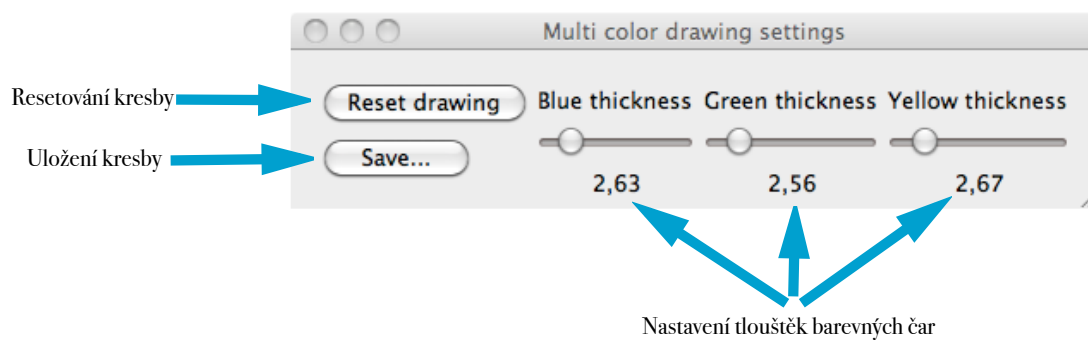 Multi color drawing settings
Resetování kresby
Reset drawing
Blue thickness Green thickness Yellow thickness
Uložení kresby
Save...
2,63 2,56 2,67
Nastavení tlouštěk barevných čar